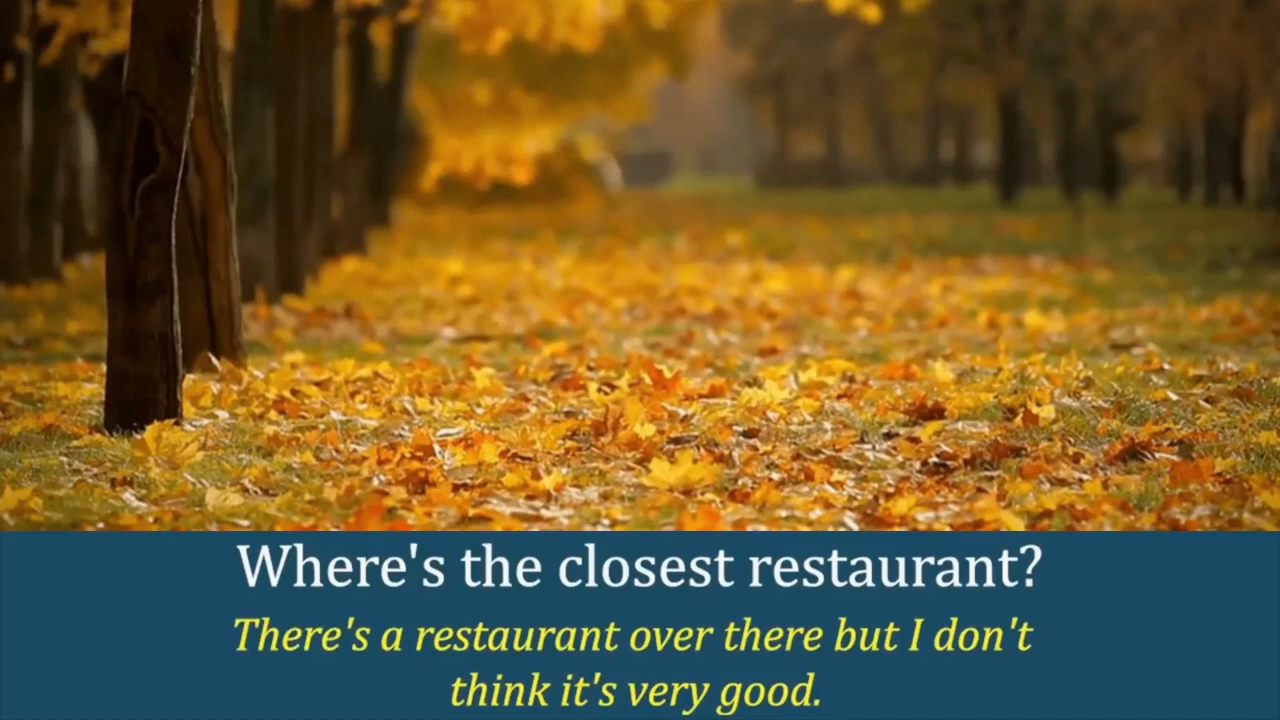 Where's the closest restaurant?
There's a restaurant over there but I don't
think it's very good.